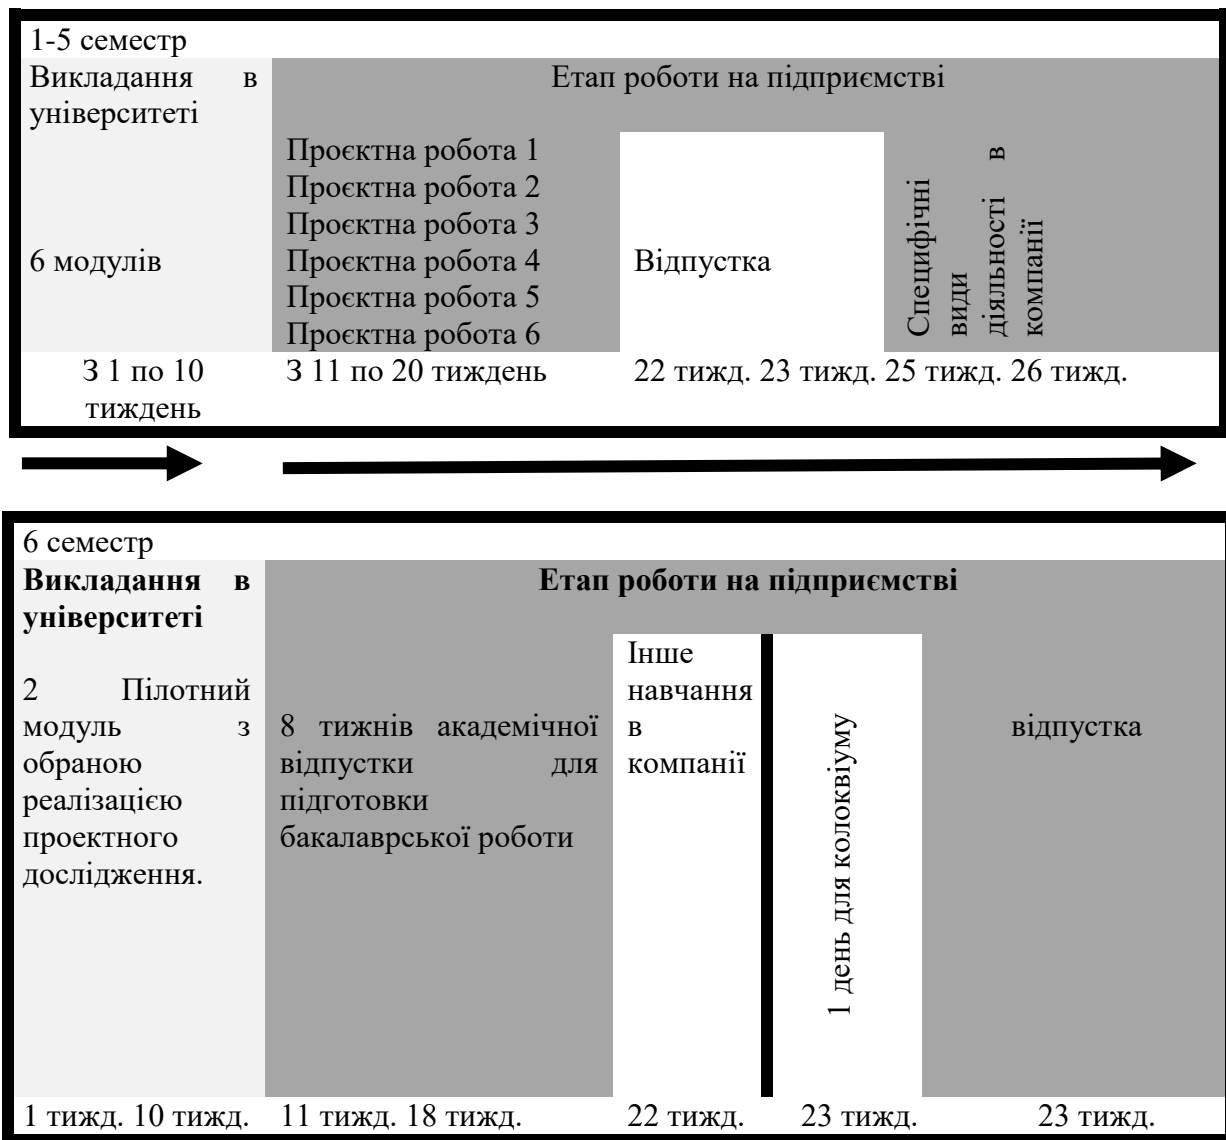 1-5 семестр
Викладання в
університеті
Етап роботи на підприємстві
6 модулів
Проєктна робота 1
Проєктна робота 2
Проєктна робота 3
Проєктна робота 4
Проєктна робота 5
Проєктна робота 6
Відпустка
Специфічні
види
діяльності в
компанії
З 1 по 10
тиждень
З 11 по 20 тиждень
22 тижд. 23 тижд. 25 тижд. 26 тижд.
6 семестр
Викладання в
університеті
Етап роботи на підприємстві
2 Пілотний
модуль з
обраною
реалізацією
проектного
дослідження.
8 тижнів академічної
відпустки для
підготовки
бакалаврської роботи
Інше
навчання
в
компанії
1 день для колоквіуму
відпустка
1 тижд. 10 тижд.
11 тижд. 18 тижд.
22 тижд.
23 тижд.
23 тижд.